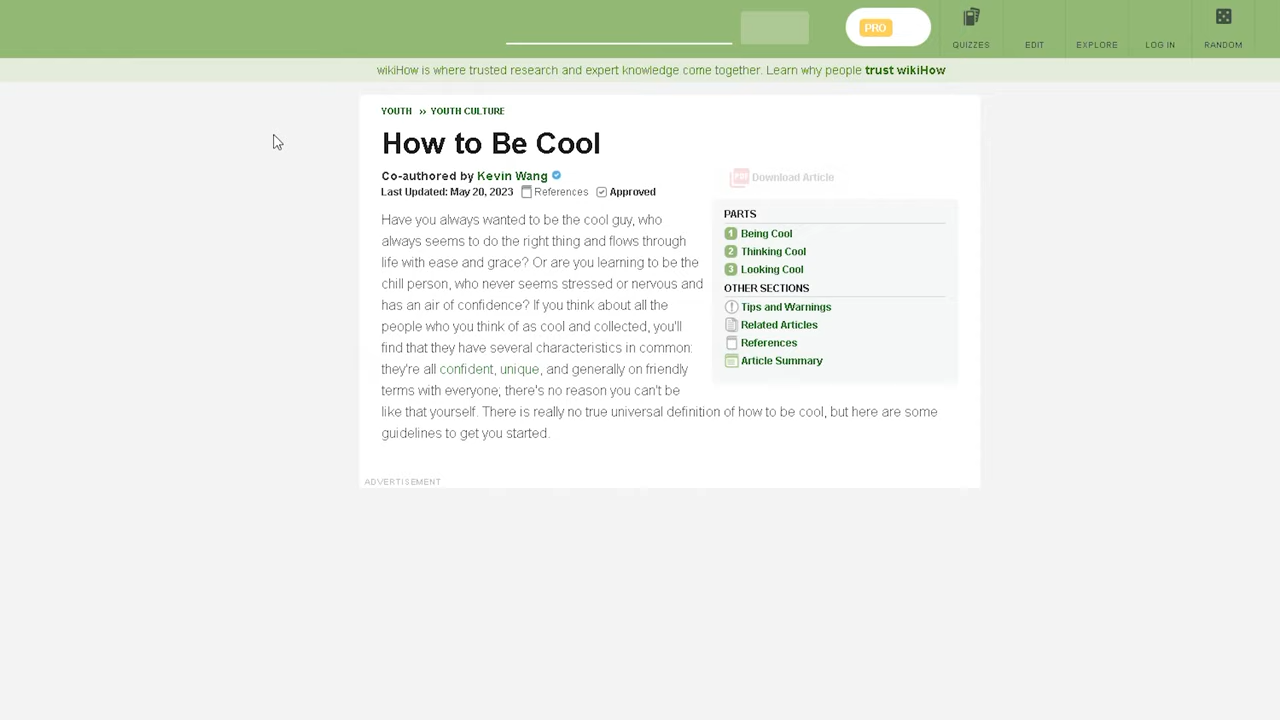 PRO
QUIZZES
EDIT
EXPLORE
LOG IN
RANDOM
wikiHow is where trusted research and expert knowledge come together. Learn why people trust wikiHow
YOUTH » YOUTH CULTURE
How to Be Cool
Co-authored by Kevin Wang
Last Updated: May 20, 2023 References Approved
PDF Download Article
Have you always wanted to be the cool guy, who
always seems to do the right thing and flows through
life with ease and grace? Or are you learning to be the
chill person, who never seems stressed or nervous and
has an air of confidence? If you think about all the
people who you think of as cool and collected, you'll
find that they have several characteristics in common:
they're all confident, unique, and generally on friendly
terms with everyone; there's no reason you can't be
like that yourself. There is really no true universal definition of how to be cool, but here are some
guidelines to get you started.
PARTS
1 Being Cool
2 Thinking Cool
3 Looking Cool
OTHER SECTIONS
Tips and Warnings
Related Articles
References
Article Summary
ADVERTISEMENT